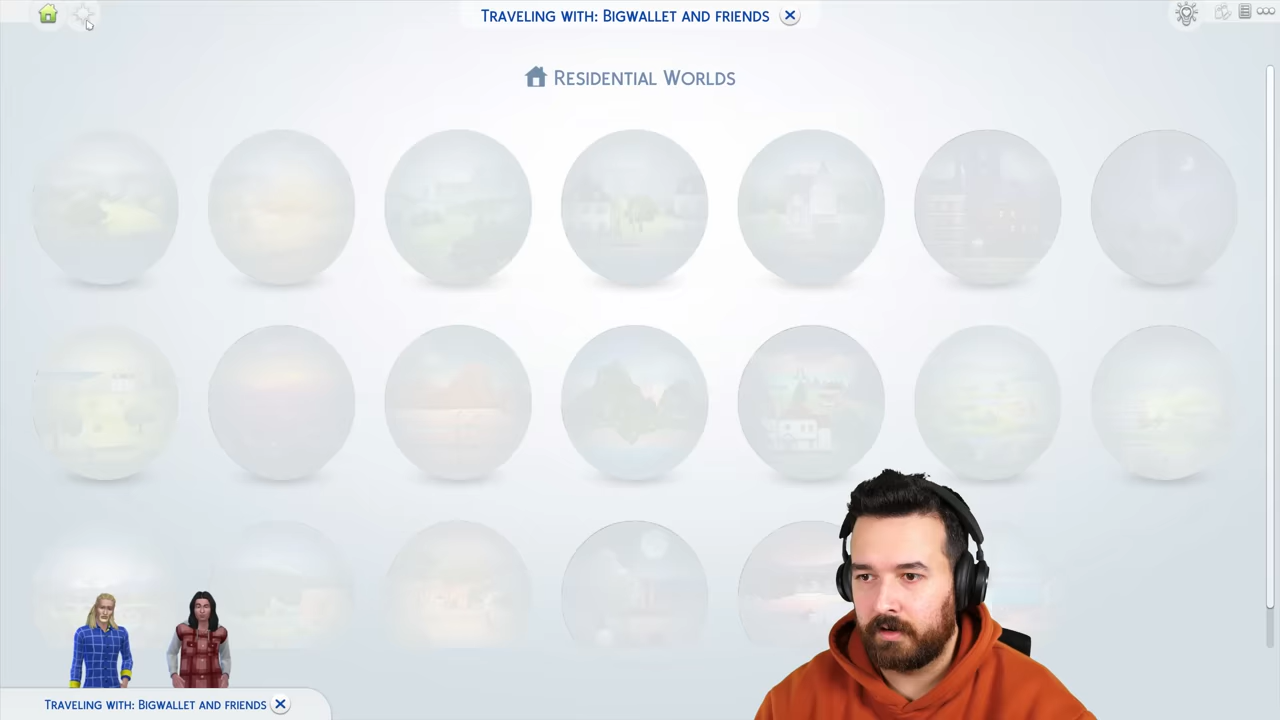 TRAVELING WITH: BIGWALLET AND FRIENDS
RESIDENTIAL WORLDS
TRAVELING WITH: BIGWALLET AND FRIENDS